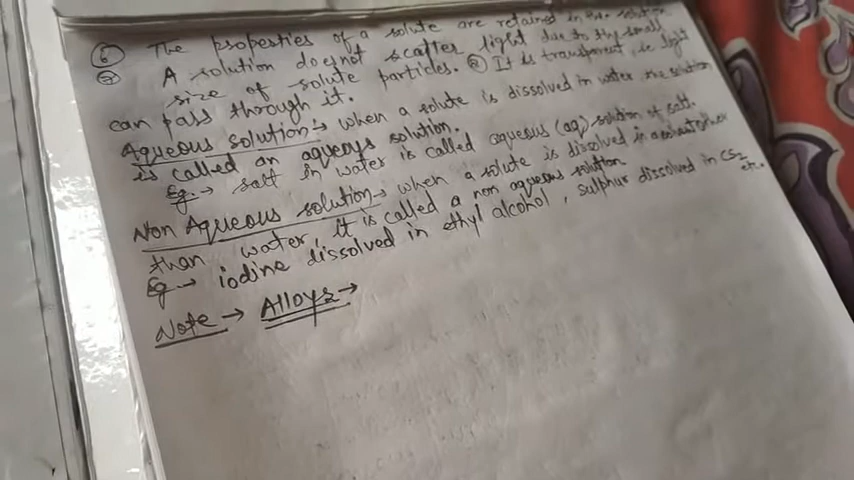 ⑥ The properties of a solute are retained in the solution.
⑦ A solution does not scatter light due to the small
size of solute particles. ⑧ It is transparent, ie light
can pass through it.
Aqueous solution → when a solute is dissolved in water the solution
is called an aqueous solution.
Eg. → salt in water is called aqueous (aq) solution of salt.
Non Aqueous solution → when a solute is dissolved in a solvent other
than water, it is called a non aqueous solution.
Eg → iodine dissolved in ethyl alcohol, sulphur dissolved in CS2 etc.
Note → Alloys →